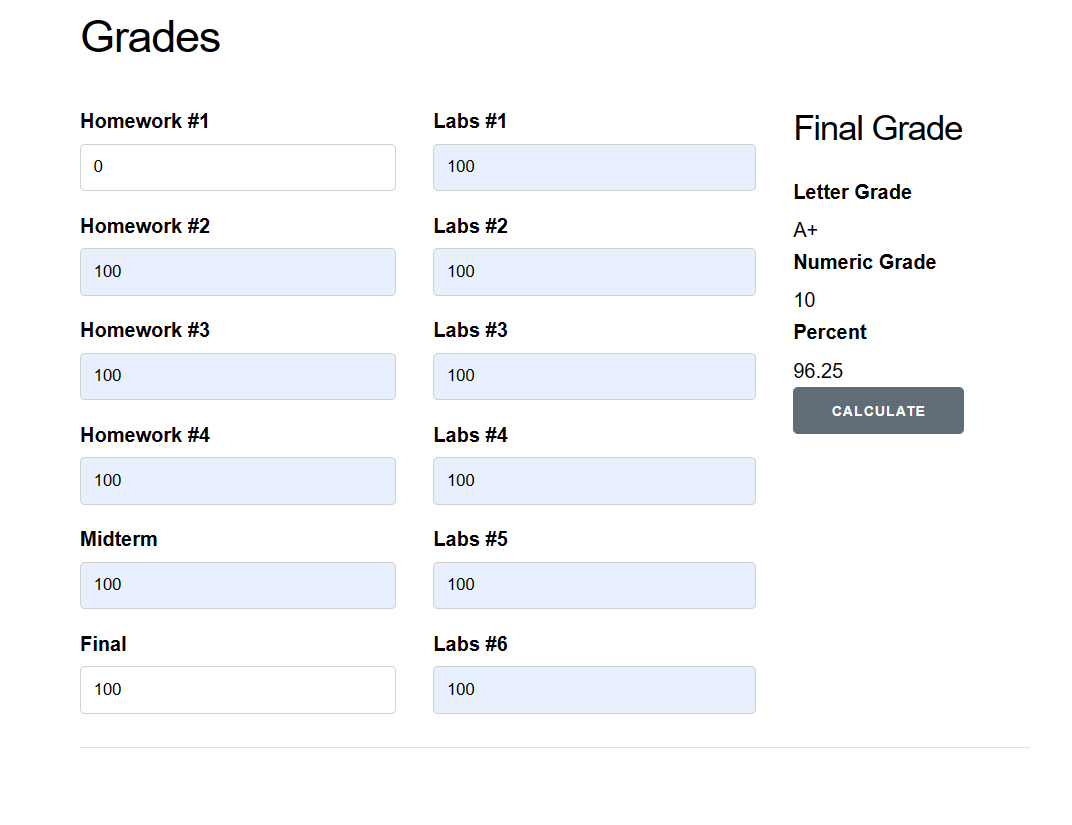 Grades
Homework #1
0
Homework #2
100
Homework #3
100
Homework #4
100
Midterm
100
Final
100
Labs #1
100
Labs #2
100
Labs #3
100
Labs #4
100
Labs #5
100
Labs #6
100
Final Grade
Letter Grade
A+
Numeric Grade
10
Percent
96.25
CALCULATE